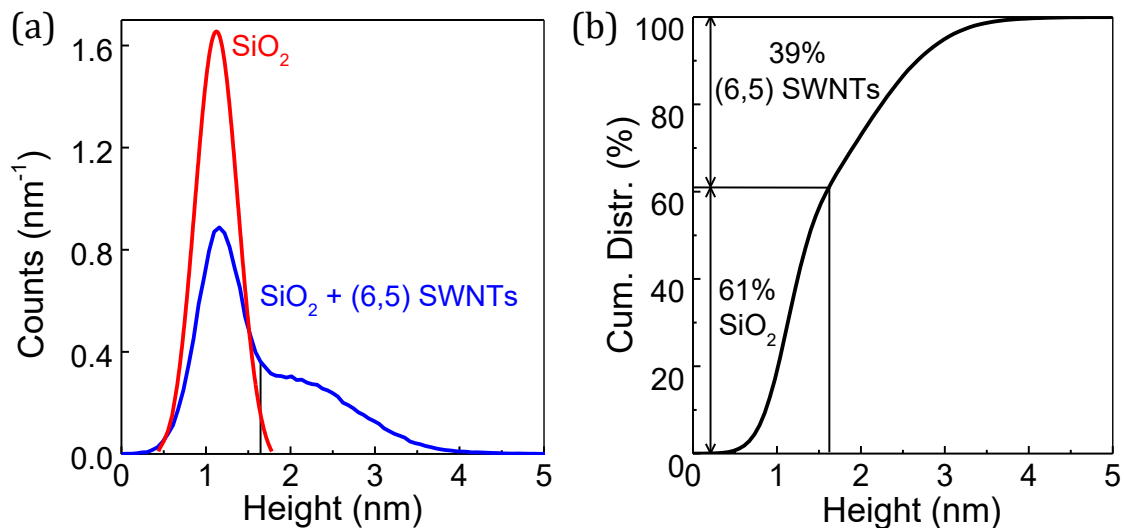 (a)
Counts (nm⁻¹)
1.6
1.2
0.8
0.4
0.0
SiO₂
SiO₂ + (6,5) SWNTs
0 1 2 3 4 5
Height (nm)
(b)
Cum. Distr. (%)
100
80
60
40
20
0
39%
(6,5) SWNTs
61%
SiO₂
0 1 2 3 4 5
Height (nm)